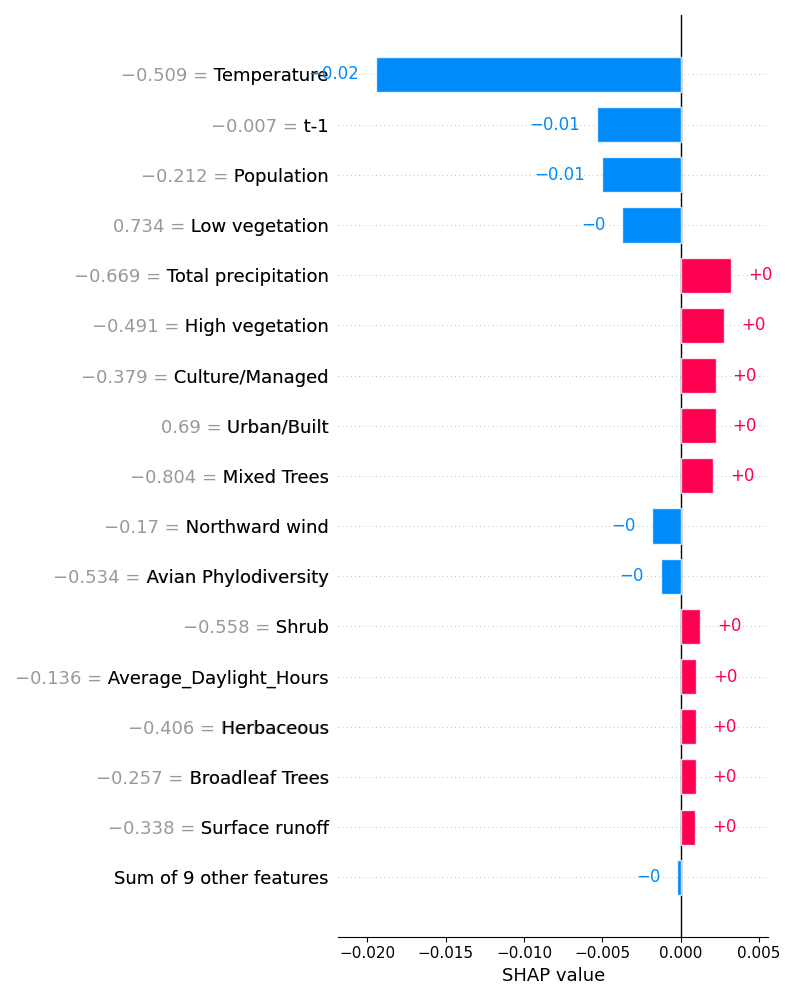 −0.509 = Temperature −0.02
−0.007 = t-1 −0.01
−0.212 = Population −0.01
0.734 = Low vegetation −0
−0.669 = Total precipitation +0
−0.491 = High vegetation +0
−0.379 = Culture/Managed +0
0.69 = Urban/Built +0
−0.804 = Mixed Trees +0
−0.17 = Northward wind −0
−0.534 = Avian Phylodiversity −0
−0.558 = Shrub +0
−0.136 = Average_Daylight_Hours +0
−0.406 = Herbaceous +0
−0.257 = Broadleaf Trees +0
−0.338 = Surface runoff +0
Sum of 9 other features −0
−0.020 −0.015 −0.010 −0.005 0.000 0.005
SHAP value